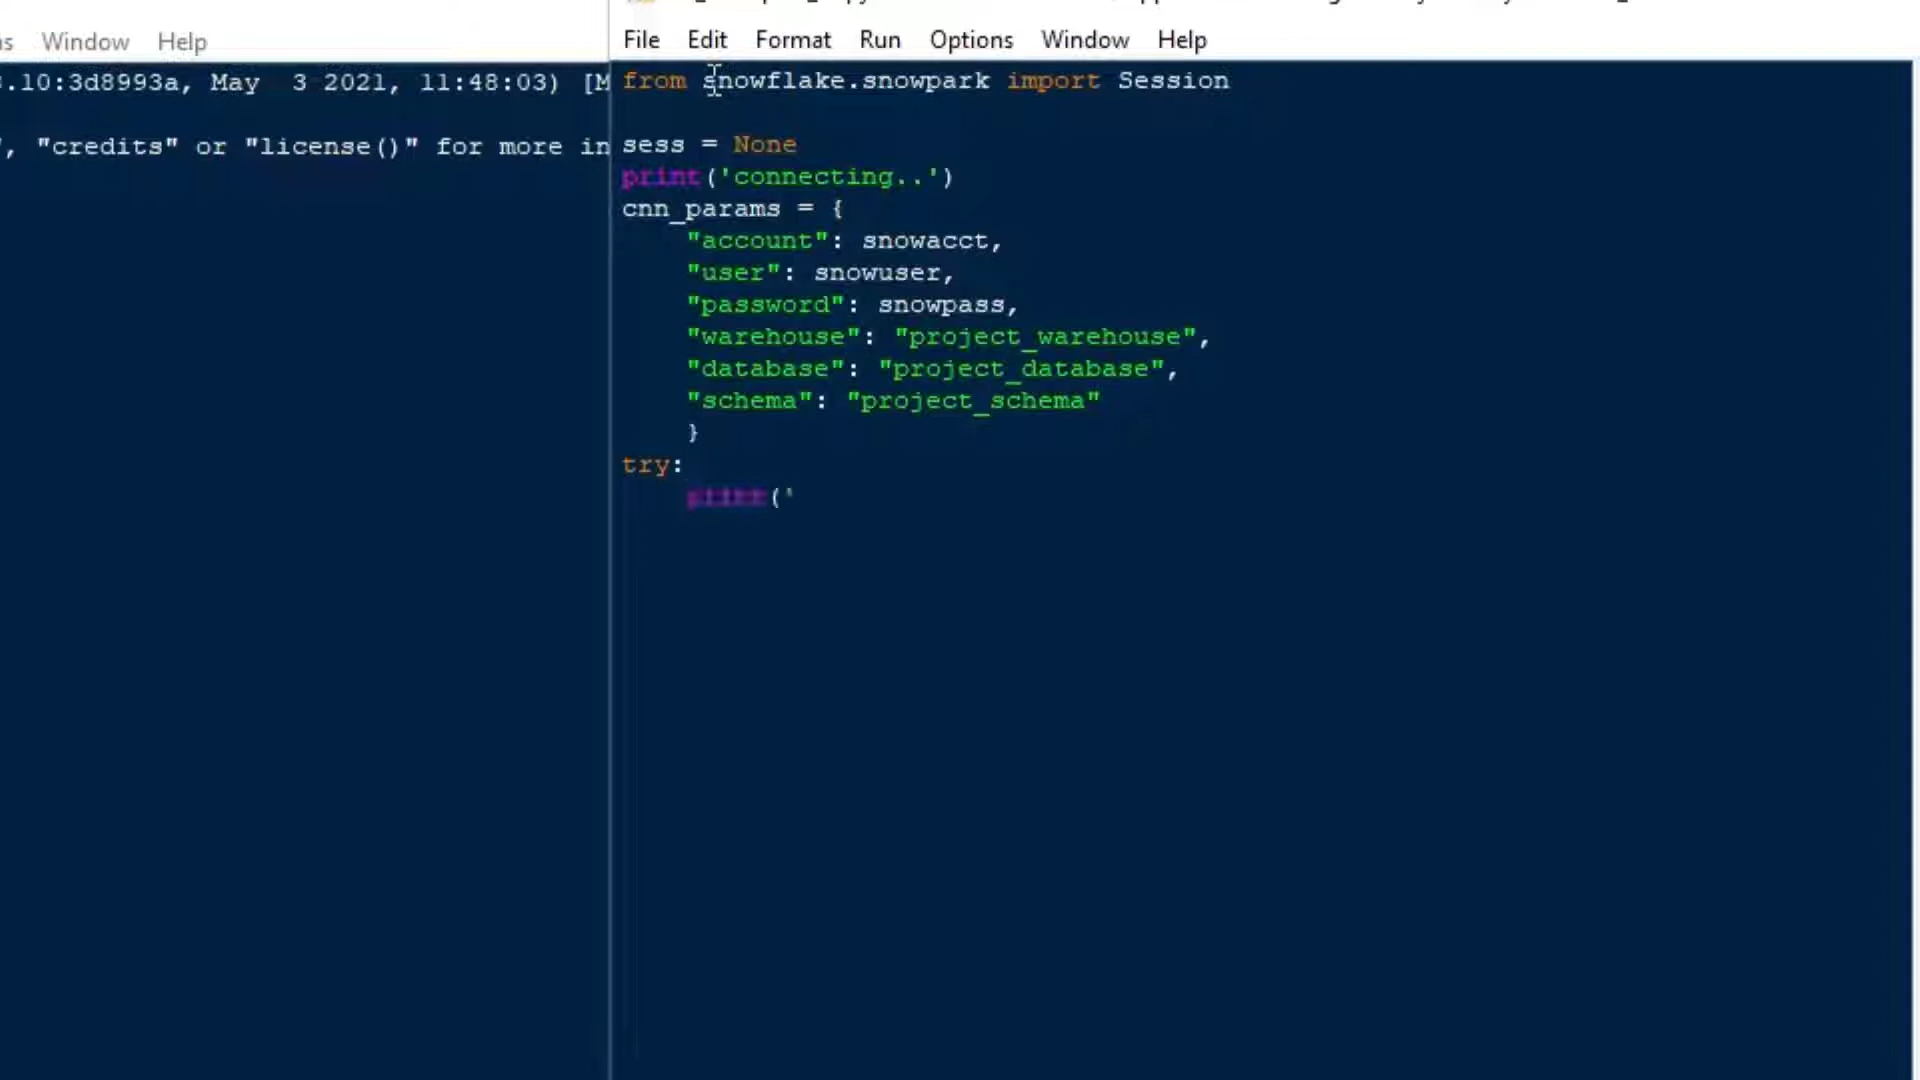 Window Help
.10:3d8993a, May 3 2021, 11:48:03) [M
, "credits" or "license()" for more in
File Edit Format Run Options Window Help
from snowflake.snowpark import Session
sess = None
print('connecting..')
cnn_params = {
"account": snowacct,
"user": snowuser,
"password": snowpass,
"warehouse": "project_warehouse",
"database": "project_database",
"schema": "project_schema"
}
try:
print('